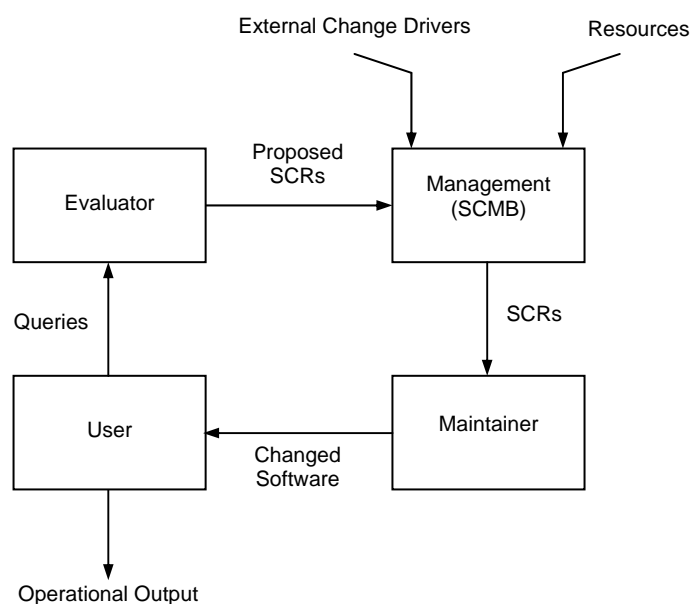 External Change Drivers
Resources
Proposed
SCRs
Evaluator
Management
(SCMB)
Queries
SCRs
User
Maintainer
Changed
Software
Operational Output